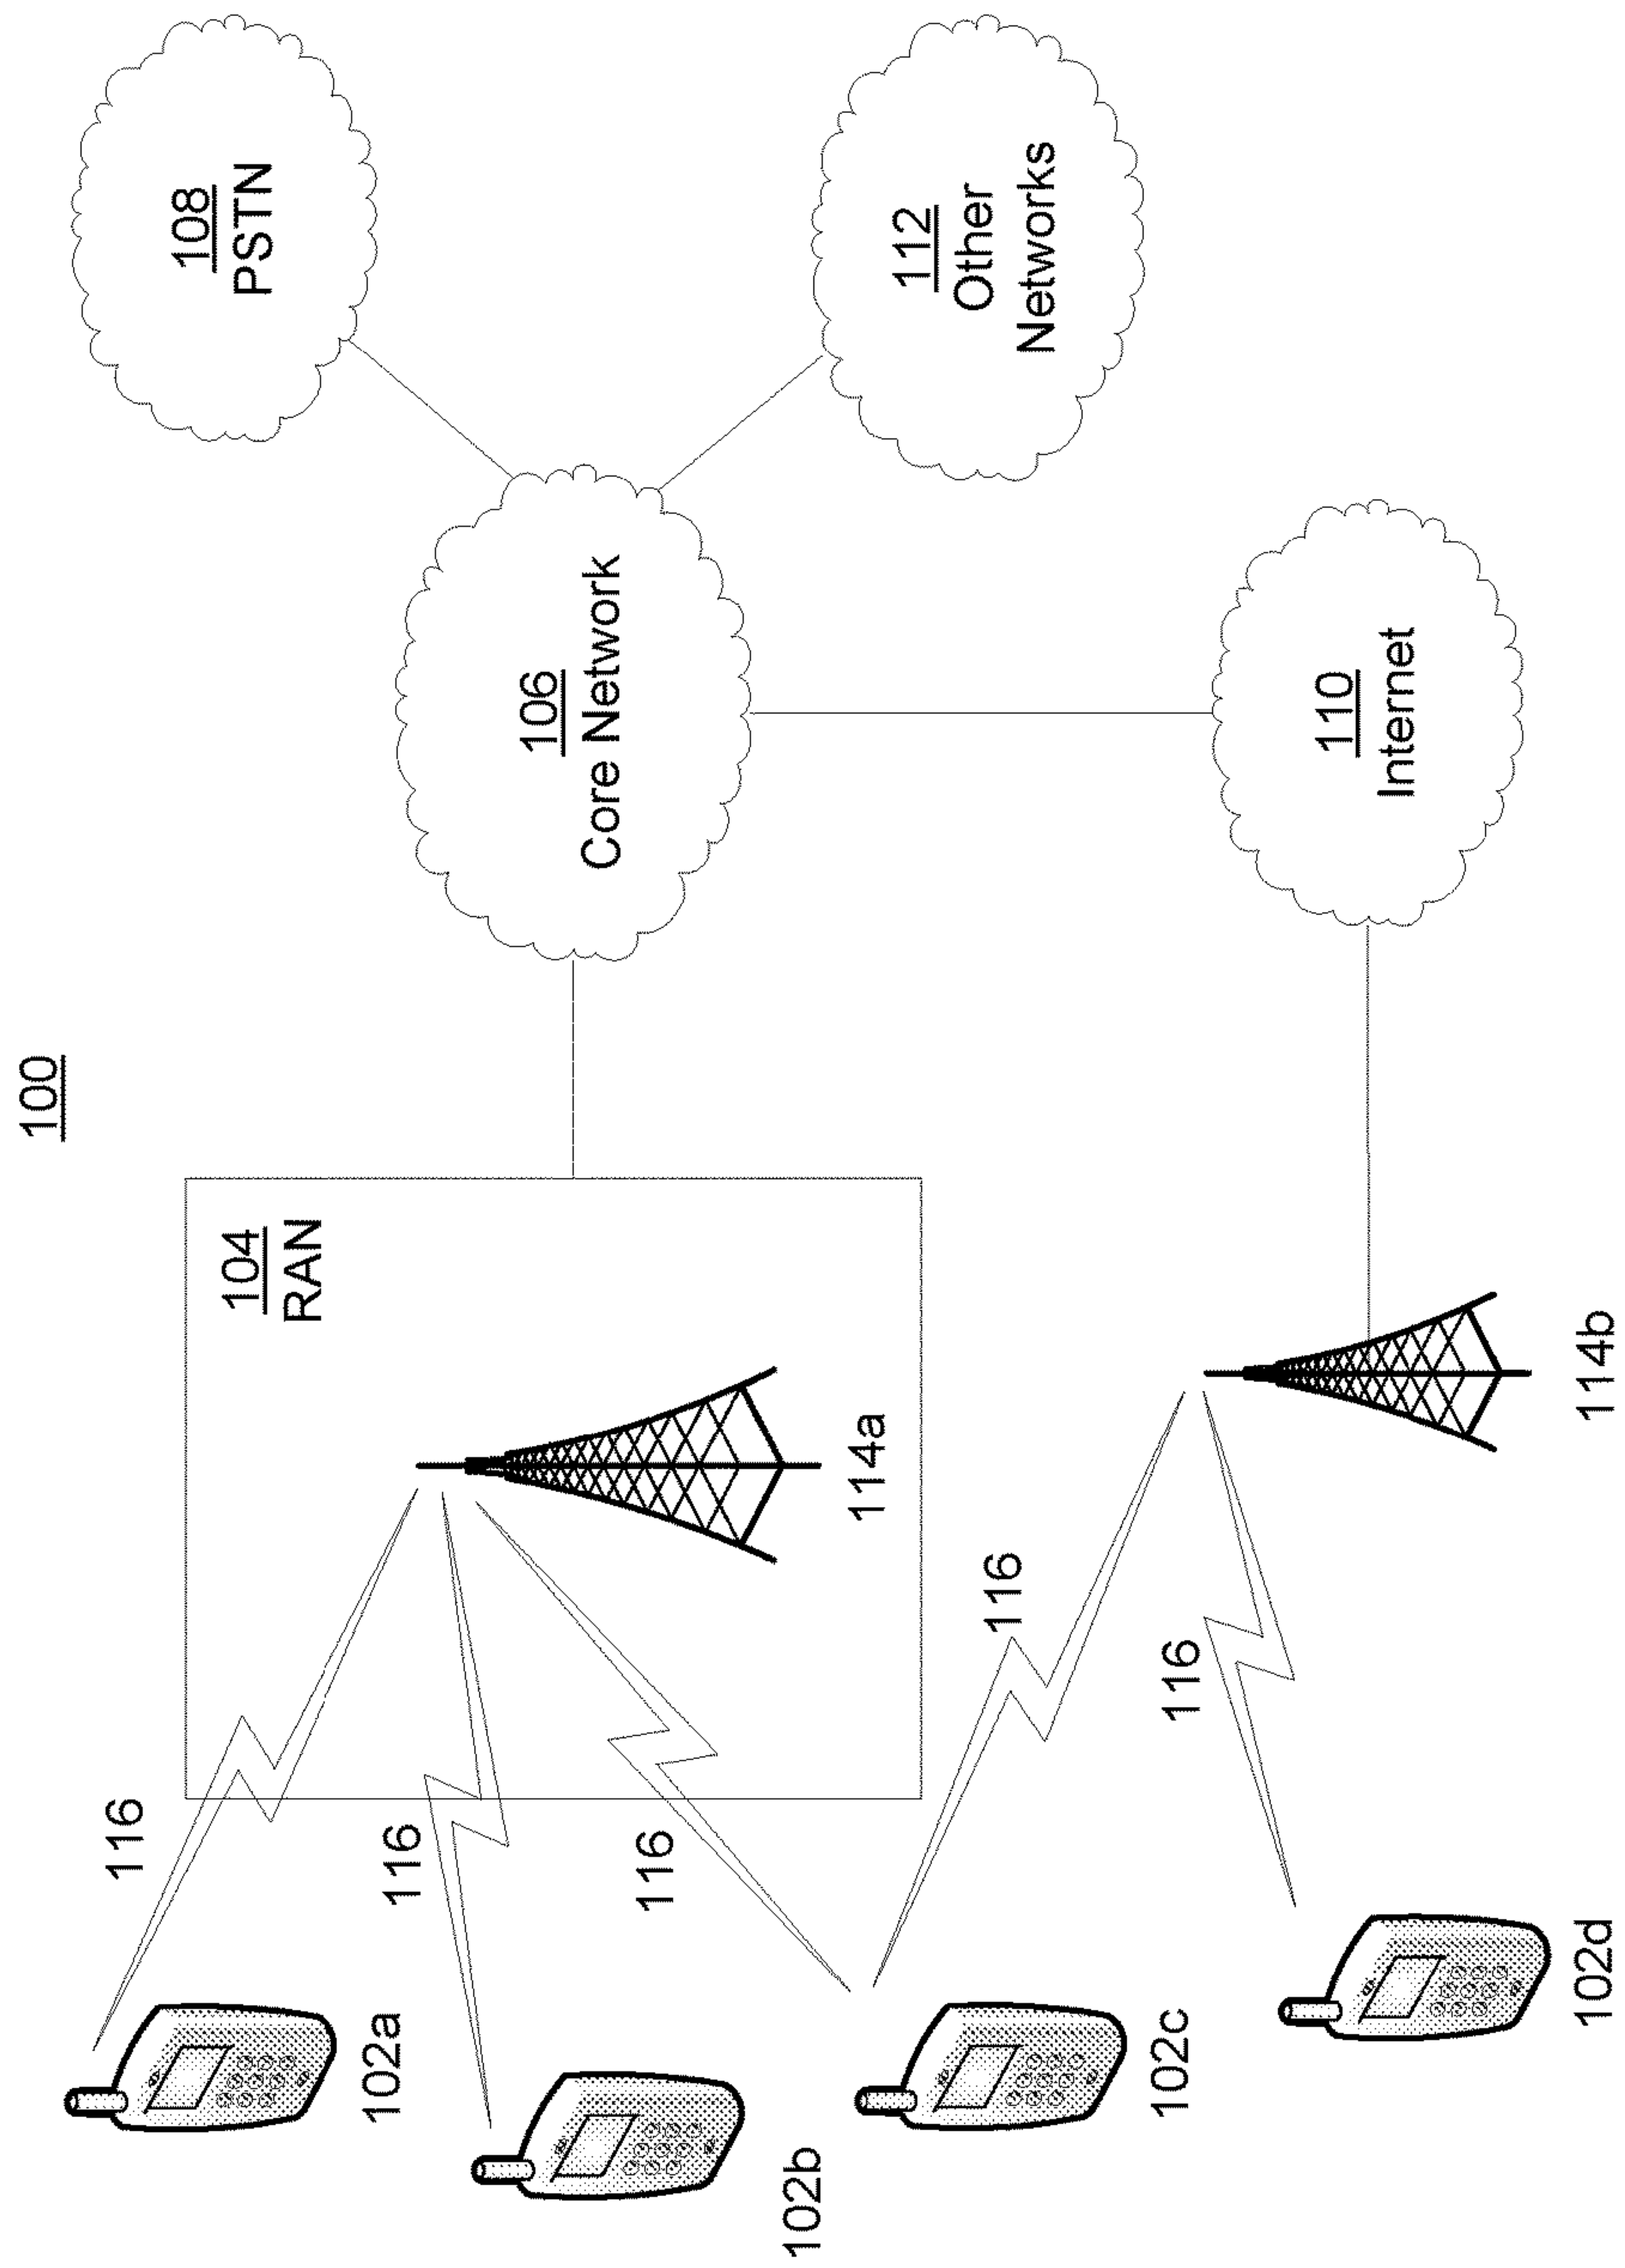 100
108
PSTN
104
RAN
106
Core Network
112
Other
Networks
116
102a
116
102b
116
114a
102c
116
110
Internet
116
114b
102d